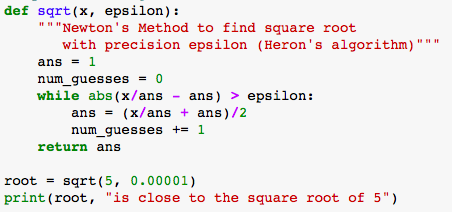 def sqrt(x, epsilon):
    """Newton's Method to find square root
       with precision epsilon (Heron's algorithm)"""
    ans = 1
    num_guesses = 0
    while abs(x/ans - ans) > epsilon:
        ans = (x/ans + ans)/2
        num_guesses += 1
    return ans

root = sqrt(5, 0.00001)
print(root, "is close to the square root of 5")